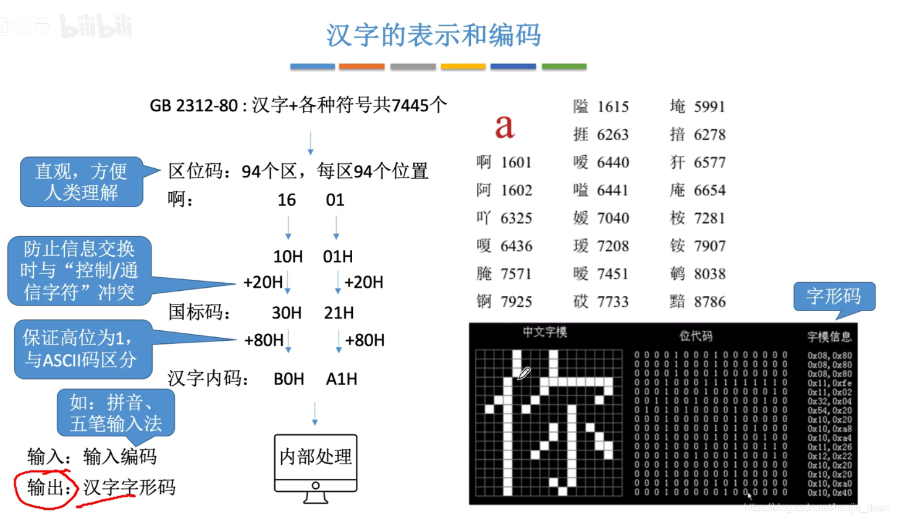 bilibili
汉字的表示和编码
GB 2312-80 : 汉字+各种符号共7445个
直观，方便
人类理解
区位码：94个区，每区94个位置
啊： 16 01
防止信息交换
时与“控制/通
信字符”冲突
10H 01H
+20H +20H
国标码： 30H 21H
保证高位为1，
与ASCII码区分
+80H +80H
汉字内码： B0H A1H
如：拼音、
五笔输入法
输入：输入编码
输出：汉字字形码
内部处理
a
隘 1615 埯 5991
捱 6263 揞 6278
啊 1601 嗳 6440 犴 6577
阿 1602 嗌 6441 庵 6654
吖 6325 嫒 7040 桉 7281
嗄 6436 瑷 7208 铵 7907
腌 7571 暧 7451 鹌 8038
锕 7925 砹 7733 黯 8786
字形码
中文字模 位代码 字模信息
0 0 0 0 1 0 0 0 1 0 0 0 0 0 0 0 0x08,0x80
0 0 0 0 1 0 0 0 1 0 0 0 0 0 0 0 0x08,0x80
0 0 0 0 1 0 0 0 1 0 0 0 0 0 0 0 0x08,0x80
0 0 0 1 0 0 0 1 1 1 1 1 1 1 1 0 0x11,0xfe
0 0 0 1 0 0 0 1 0 0 0 0 0 0 1 0 0x11,0x02
0 0 1 1 0 0 1 0 0 0 0 0 0 1 0 0 0x32,0x04
0 1 0 1 0 1 0 0 0 0 1 0 0 0 0 0 0x54,0x20
0 0 0 1 0 0 0 0 0 0 1 0 0 0 0 0 0x10,0x20
0 0 0 1 0 0 0 0 1 0 1 0 1 0 0 0 0x10,0xa8
0 0 0 1 0 0 0 0 1 0 1 0 0 1 0 0 0x10,0xa4
0 0 0 1 0 0 0 1 0 0 1 0 0 1 1 0 0x11,0x26
0 0 0 1 0 0 1 0 0 0 1 0 0 0 1 0 0x12,0x22
0 0 0 1 0 0 0 0 0 0 1 0 0 0 0 0 0x10,0x20
0 0 0 1 0 0 0 0 0 0 1 0 0 0 0 0 0x10,0x20
0 0 0 1 0 0 0 0 1 0 1 0 0 0 0 0 0x10,0xa0
0 0 0 1 0 0 0 0 0 1 0 0 0 0 0 0 0x10,0x40